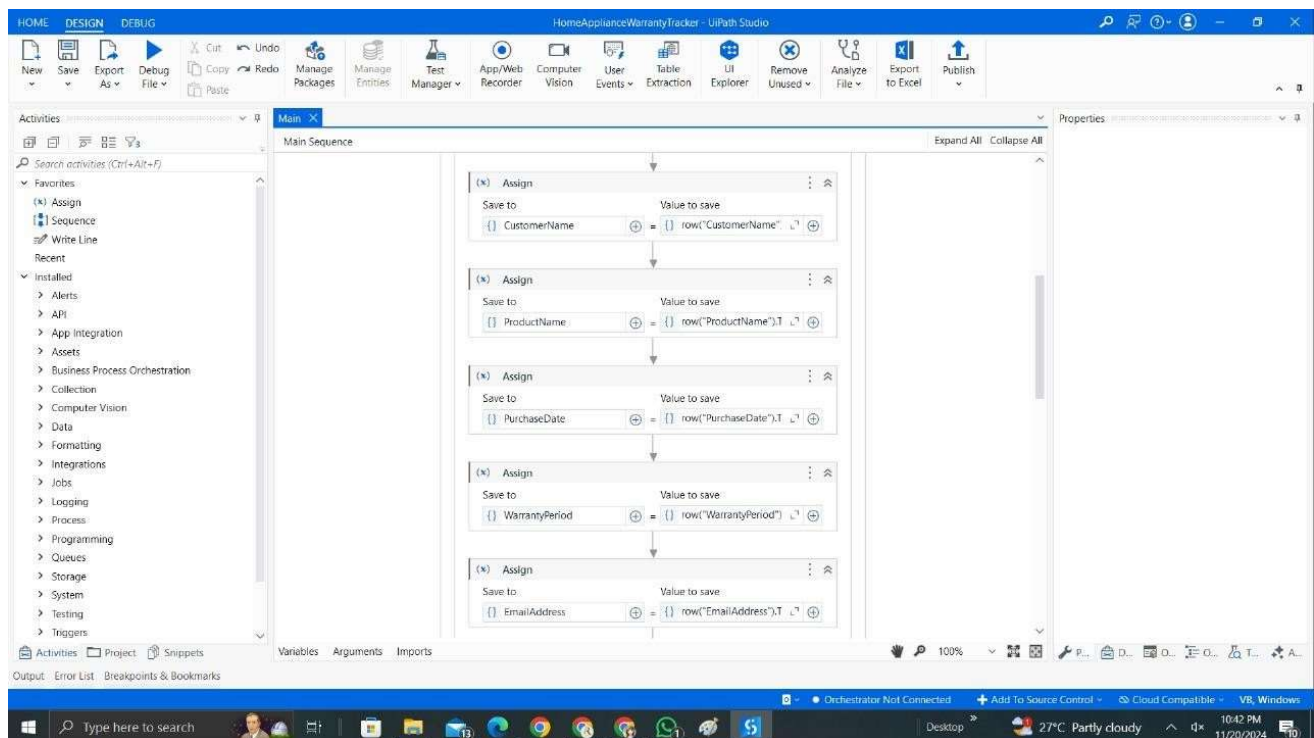 HOME DESIGN DEBUG HomeApplianceWarrantyTracker - UiPath Studio
New Save Export As Debug File Cut Copy Paste Undo Redo Manage Packages Manage Entities Test Manager App/Web Recorder Computer Vision User Events Table Extraction UI Explorer Remove Unused Analyze File Export to Excel Publish
Activities
Main
Properties
Main Sequence
Expand All Collapse All
Search activities (Ctrl+Alt+F)
Favorites
Assign
Sequence
Write Line
Recent
Installed
Alerts
API
App Integration
Assets
Business Process Orchestration
Collection
Computer Vision
Data
Formatting
Integrations
Jobs
Logging
Process
Programming
Queues
Storage
System
Testing
Triggers
(x) Assign
Save to Value to save
{} CustomerName = {} row("CustomerName"
(x) Assign
Save to Value to save
{} ProductName = {} row("ProductName").T
(x) Assign
Save to Value to save
{} PurchaseDate = {} row("PurchaseDate").T
(x) Assign
Save to Value to save
{} WarrantyPeriod = {} row("WarrantyPeriod")
(x) Assign
Save to Value to save
{} EmailAddress = {} row("EmailAddress").T
Activities Project Snippets
Variables Arguments Imports
100%
P... D... O... O... T... A...
Output Error List Breakpoints & Bookmarks
Orchestrator Not Connected Add To Source Control Cloud Compatible VB, Windows
Type here to search
13
1
Desktop
27°C Partly cloudy
10:42 PM
11/20/2024
10